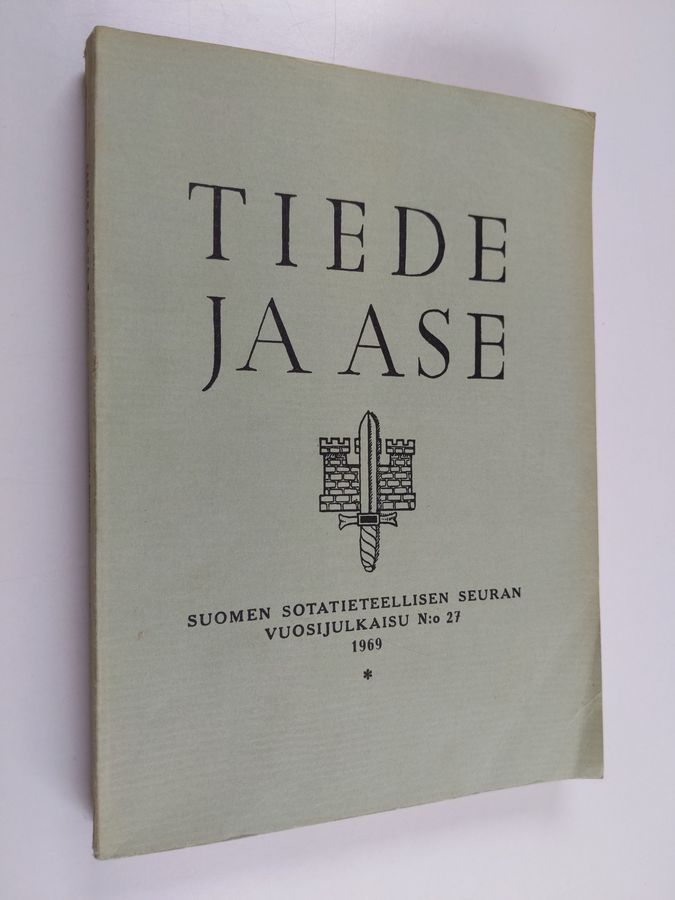 TIEDE
JA ASE
SUOMEN SOTATIETEELLISEN SEURAN
VUOSIJULKAISU N:o 27
1969
*